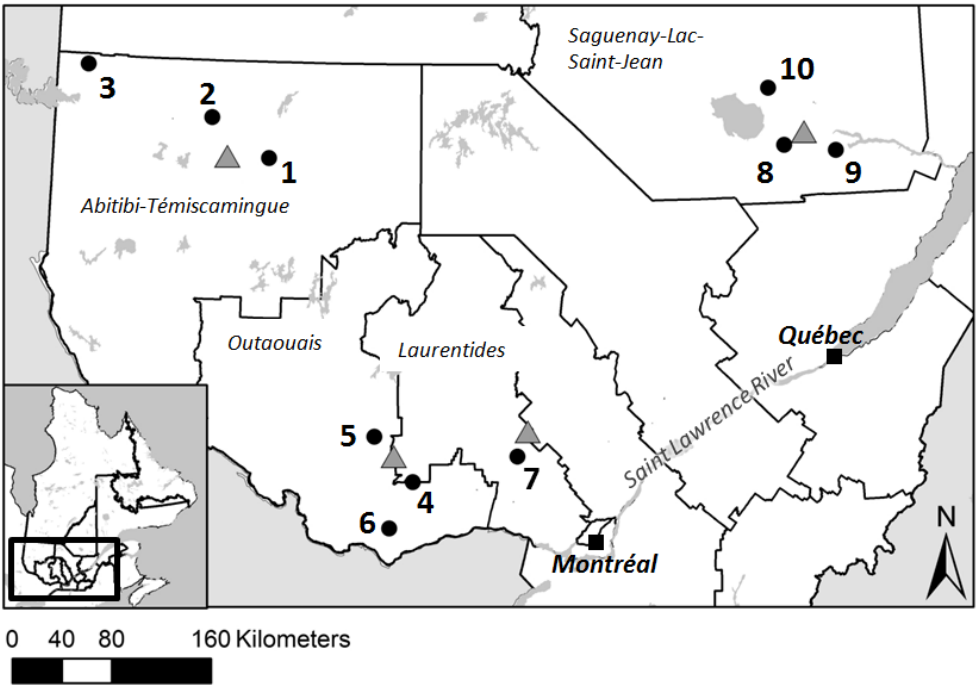 Saguenay-Lac-
Saint-Jean
3
2
10
1
8
9
Abitibi-Témiscamingue
Outaouais
Laurentides
Québec
Saint Lawrence River
5
4
7
6
Montréal
N
0 40 80 160 Kilometers